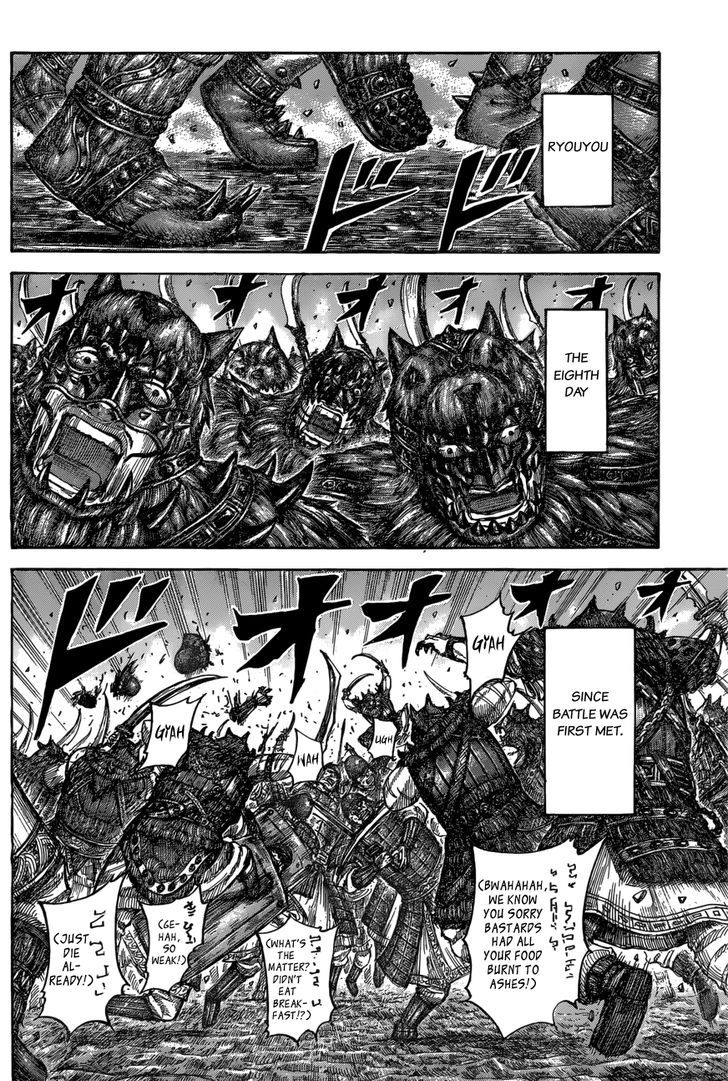 RYOUYOU
ドド
THE
EIGHTH
DAY
オオオオオ
SINCE
BATTLE WAS
FIRST MET.
ドオオオオ
GYAH
UGH
WAH
GYAH
(BWAHAHAH,
WE KNOW
YOU SORRY
BASTARDS
HAD ALL
YOUR FOOD
BURNT
TO
ASHES!)
(WHAT'S
THE
MATTER?
DIDN'T
EAT
BREAK-
FAST!?)
(GE-
HAH,
SO
WEAK!)
(JUST
DIE
AL-
READY!)